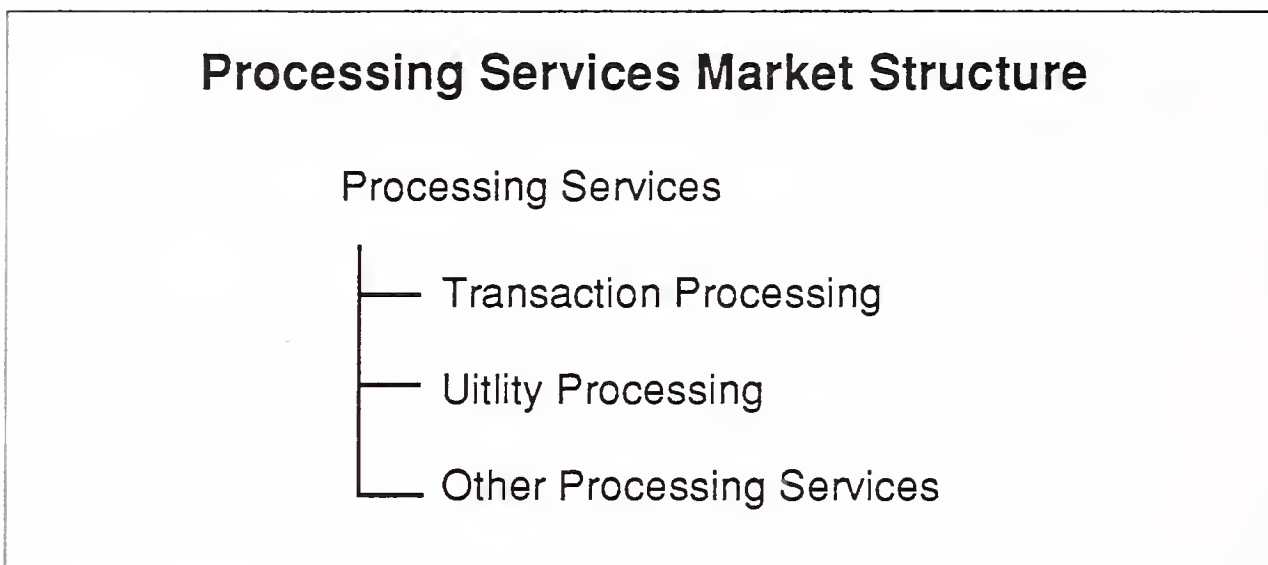 Processing Services Market Structure
Processing Services
Transaction Processing
Uitlity Processing
Other Processing Services